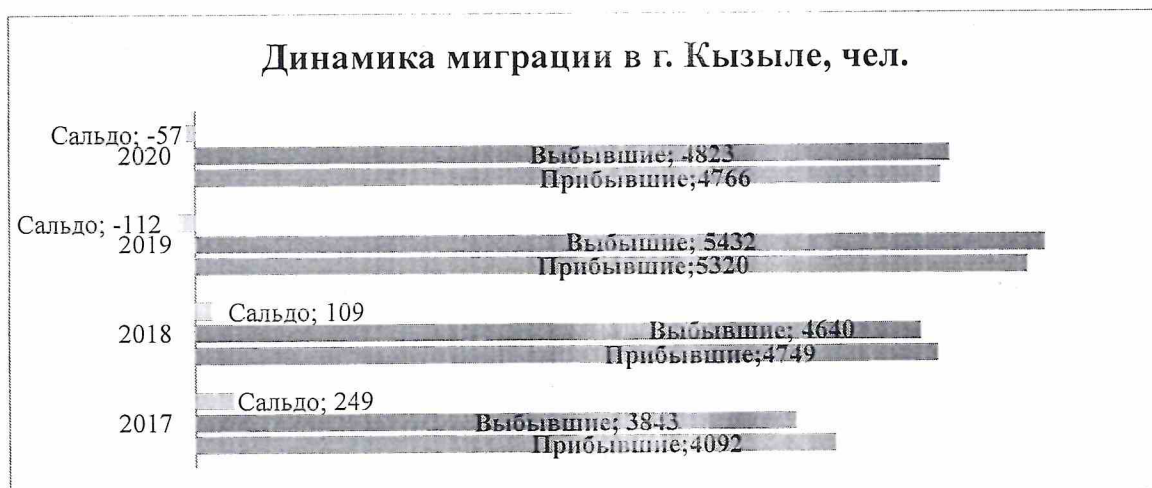 Динамика миграции в г. Кызыле, чел.
Сальдо; -57
2020
Выбывшие; 4823
Прибывшие;4766
Сальдо; -112
2019
Выбышие; 5432
Прибывшие;5320
Сальдо; 109
2018
Выбывшие; 4640
Прибывшие;4749
Сальдо; 249
2017
Выбывшие; 3843
Прибывшие;4092